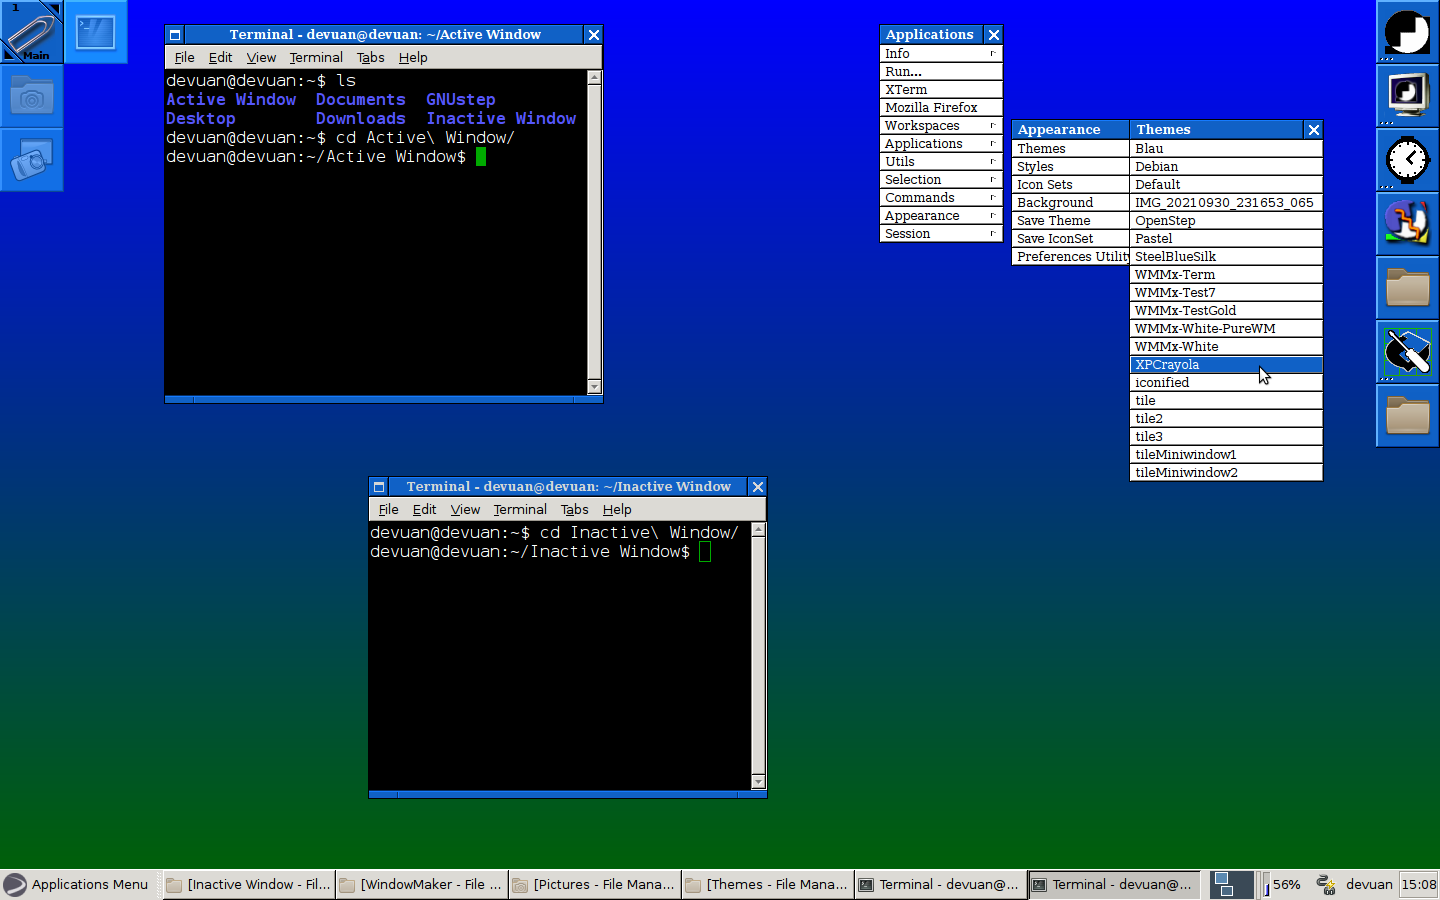 1
Main
Terminal - devuan@devuan: ~/Active Window
File Edit View Terminal Tabs Help
devuan@devuan:~$ ls
Active Window Documents GNUstep
Desktop Downloads Inactive Window
devuan@devuan:~$ cd Active\ Window/
devuan@devuan:~/Active Window$
Terminal - devuan@devuan: ~/Inactive Window
File Edit View Terminal Tabs Help
devuan@devuan:~$ cd Inactive\ Window/
devuan@devuan:~/Inactive Window$
Applications
Info
Run...
XTerm
Mozilla Firefox
Workspaces
Applications
Utils
Selection
Commands
Appearance
Session
Appearance
Themes
Styles
Icon Sets
Background
Save Theme
Save IconSet
Preferences Utility
Themes
Blau
Debian
Default
IMG_20210930_231653_065
OpenStep
Pastel
SteelBlueSilk
WMMx-Term
WMMx-Test7
WMMx-TestGold
WMMx-White-PureWM
WMMx-White
XPCrayola
iconified
tile
tile2
tile3
tileMiniwindow1
tileMiniwindow2
Applications Menu
[Inactive Window - Fil...
[WindowMaker - File ...
[Pictures - File Mana...
[Themes - File Mana...
Terminal - devuan@...
Terminal - devuan@...
56%
devuan
15:08